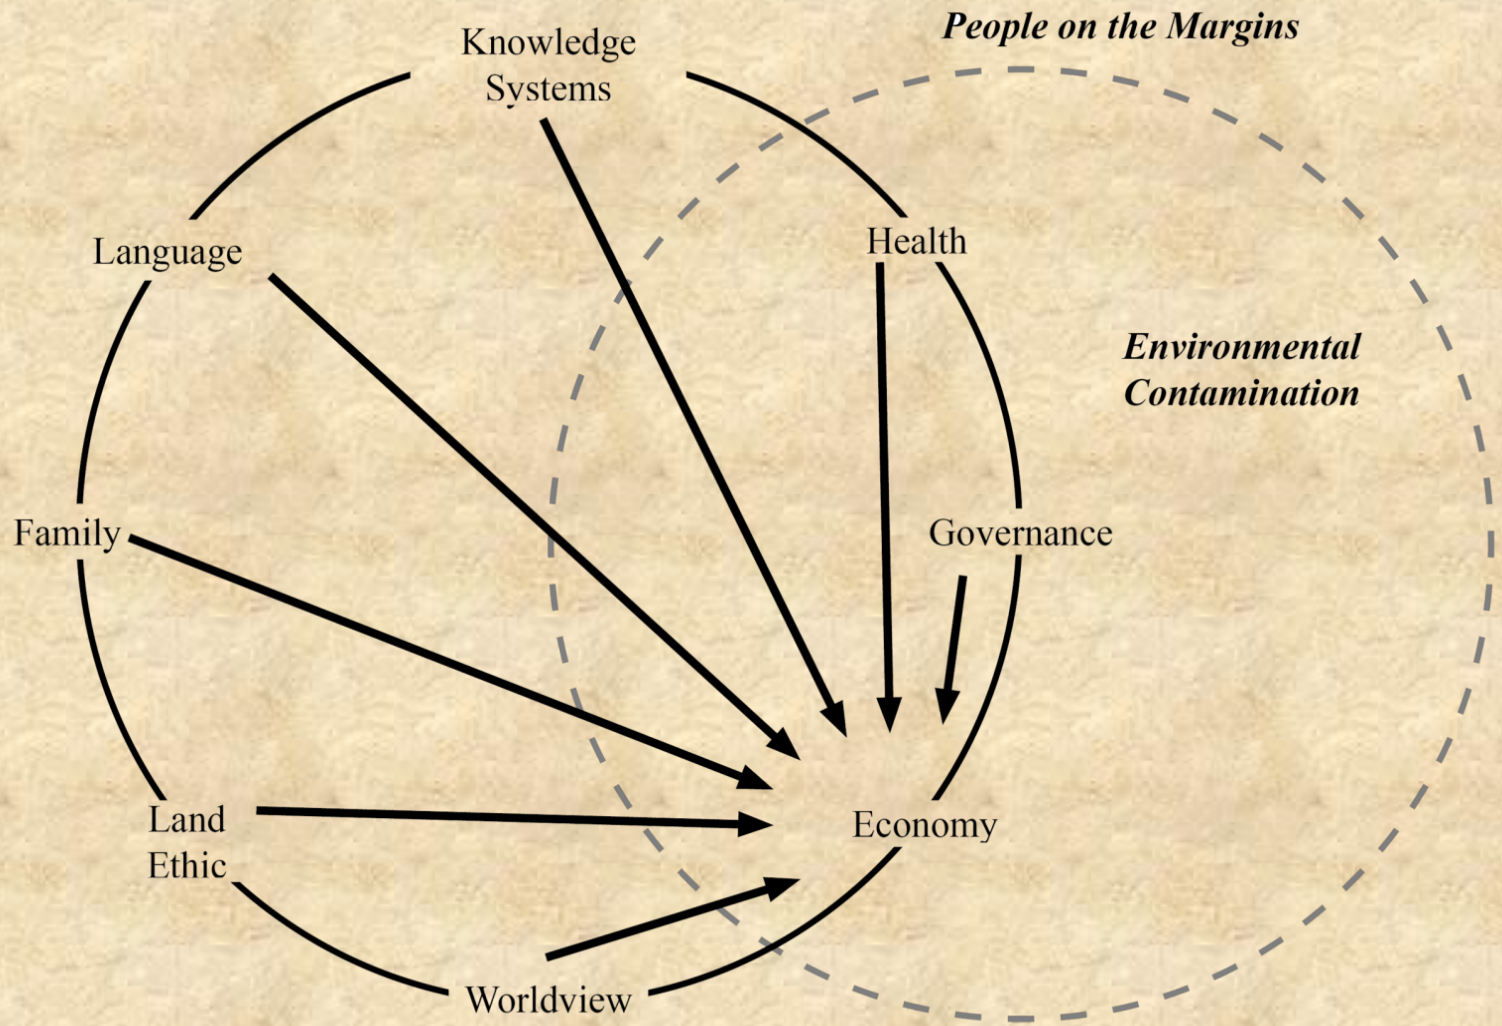 People on the Margins
Knowledge
Systems
Language
Health
Environmental
Contamination
Family
Governance
Land
Ethic
Economy
Worldview